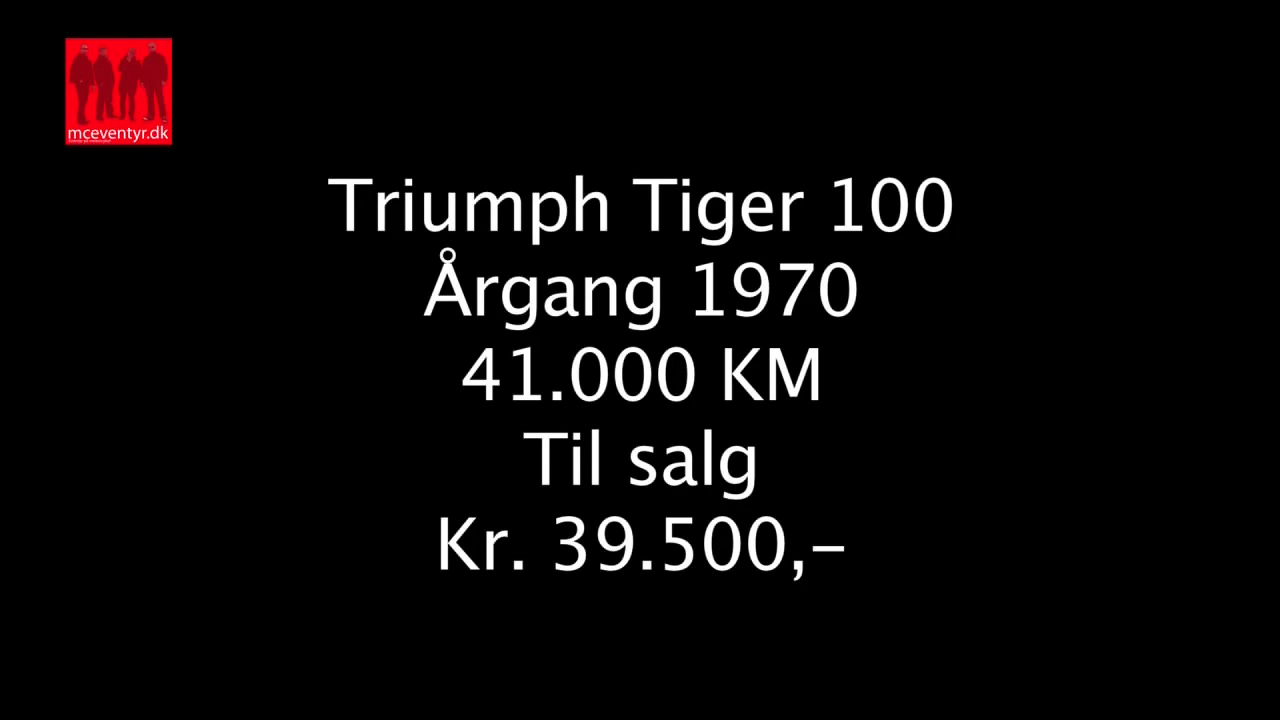 mceventyr.dk
Triumph Tiger 100
Årgang 1970
41.000 KM
Til salg
Kr. 39.500,-